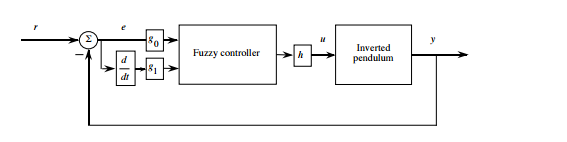 r
e
u
y
Σ
g0
Fuzzy controller
h
Inverted
pendulum
−
d
dt
g1